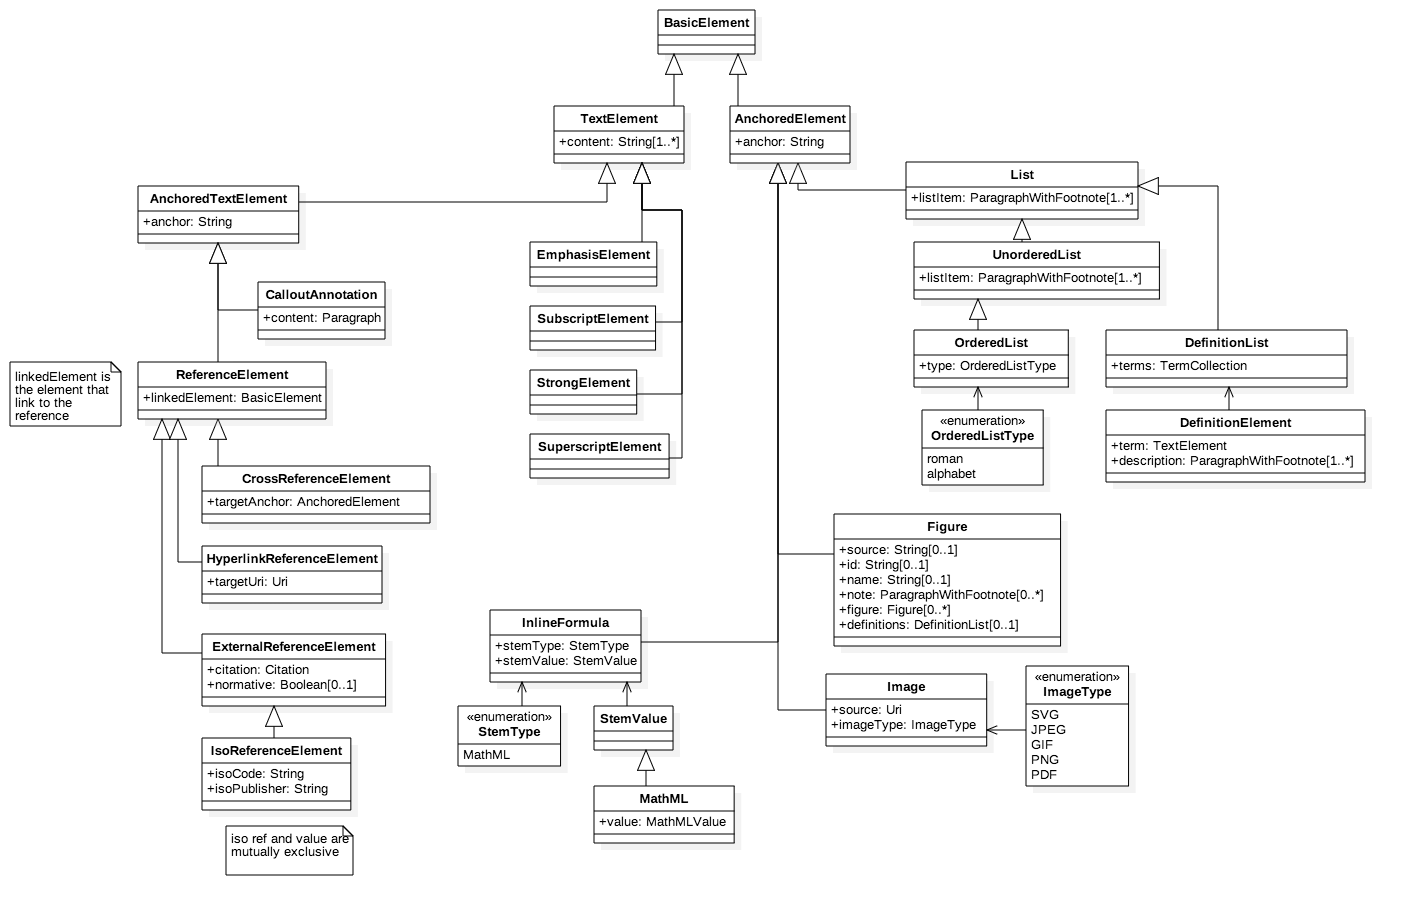 BasicElement
TextElement
+content: String[1..*]
AnchoredElement
+anchor: String
List
+listItem: ParagraphWithFootnote[1..*]
AnchoredTextElement
+anchor: String
EmphasisElement
UnorderedList
+listItem: ParagraphWithFootnote[1..*]
CalloutAnnotation
+content: Paragraph
SubscriptElement
OrderedList
+type: OrderedListType
DefinitionList
+terms: TermCollection
linkedElement is
the element that
link to the
reference
ReferenceElement
+linkedElement: BasicElement
StrongElement
«enumeration»
OrderedListType
roman
alphabet
DefinitionElement
+term: TextElement
+description: ParagraphWithFootnote[1..*]
SuperscriptElement
CrossReferenceElement
+targetAnchor: AnchoredElement
Figure
+source: String[0..1]
+id: String[0..1]
+name: String[0..1]
+note: ParagraphWithFootnote[0..*]
+figure: Figure[0..*]
+definitions: DefinitionList[0..1]
HyperlinkReferenceElement
+targetUri: Uri
InlineFormula
+stemType: StemType
+stemValue: StemValue
ExternalReferenceElement
+citation: Citation
+normative: Boolean[0..1]
Image
+source: Uri
+imageType: ImageType
«enumeration»
ImageType
SVG
JPEG
GIF
PNG
PDF
«enumeration»
StemType
MathML
StemValue
IsoReferenceElement
+isoCode: String
+isoPublisher: String
MathML
+value: MathMLValue
iso ref and value are
mutually exclusive